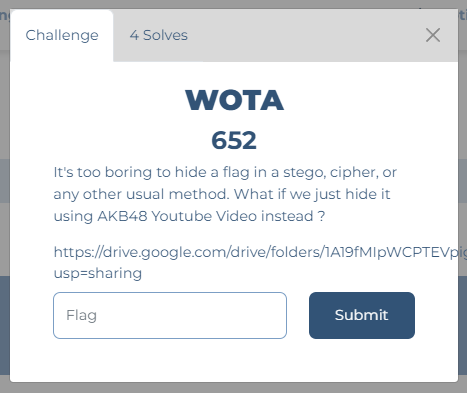 Challenge
4 Solves
WOTA
652
It's too boring to hide a flag in a stego, cipher, or
any other usual method. What if we just hide it
using AKB48 Youtube Video instead ?
https://drive.google.com/drive/folders/1A19fMIpWCPTEVpig
usp=sharing
Flag
Submit